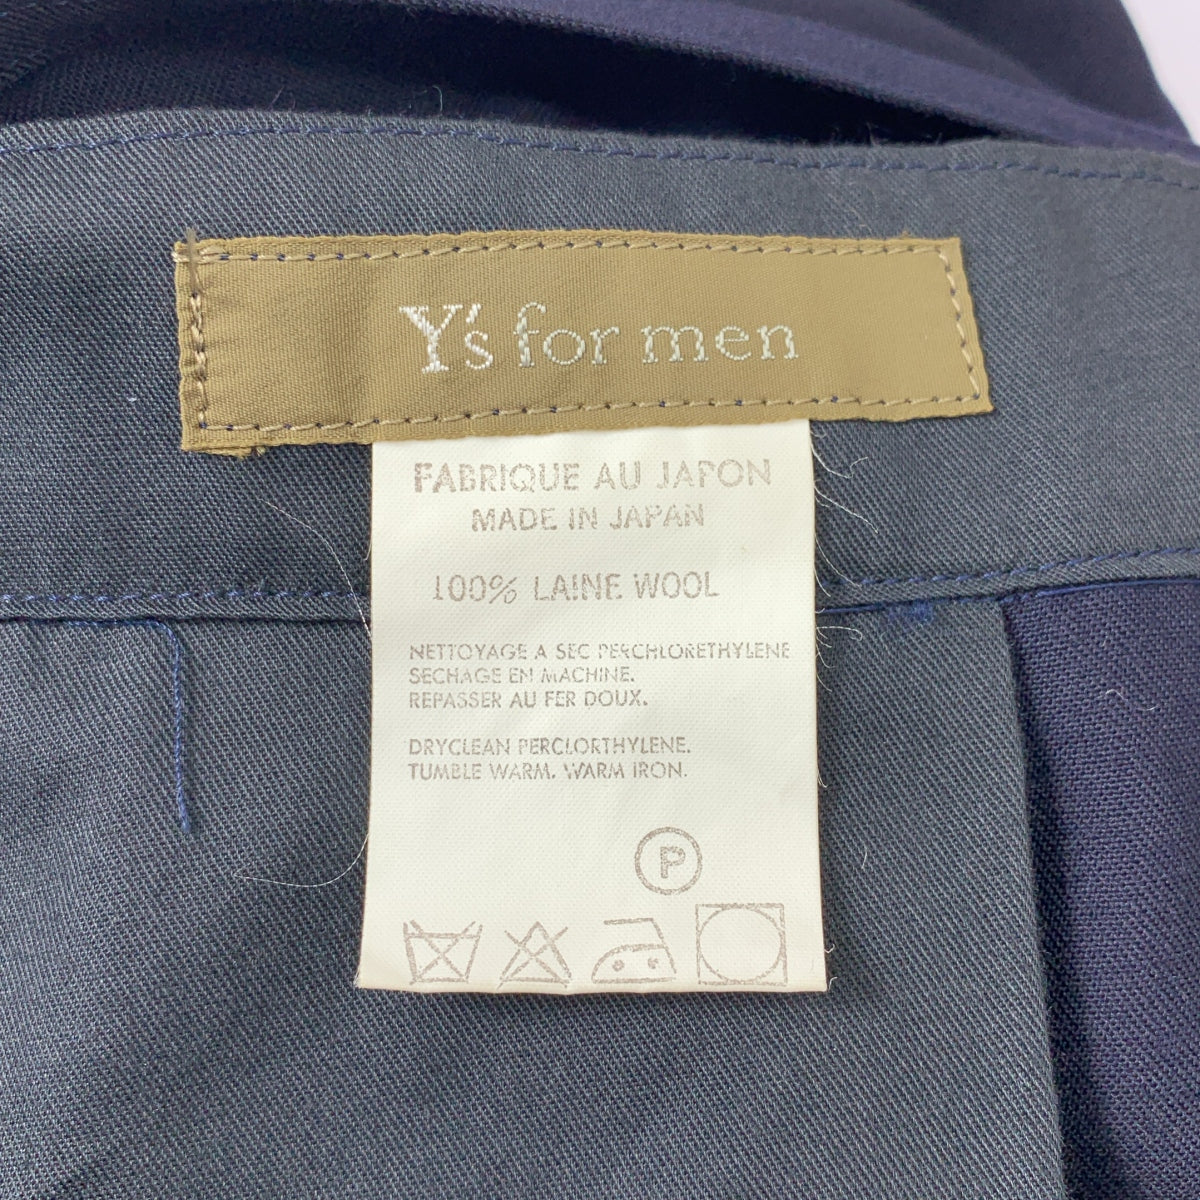 Y's for men
FABRIQUE AU JAPON
MADE IN JAPAN
100% LAINE WOOL
NETTOYAGE A SEC PERCHLORETHYLENE
SECHAGE EN MACHINE.
REPASSER AU FER DOUX.
DRYCLEAN PERCLORTHYLENE.
TUMBLE WARM. WARM IRON.
P